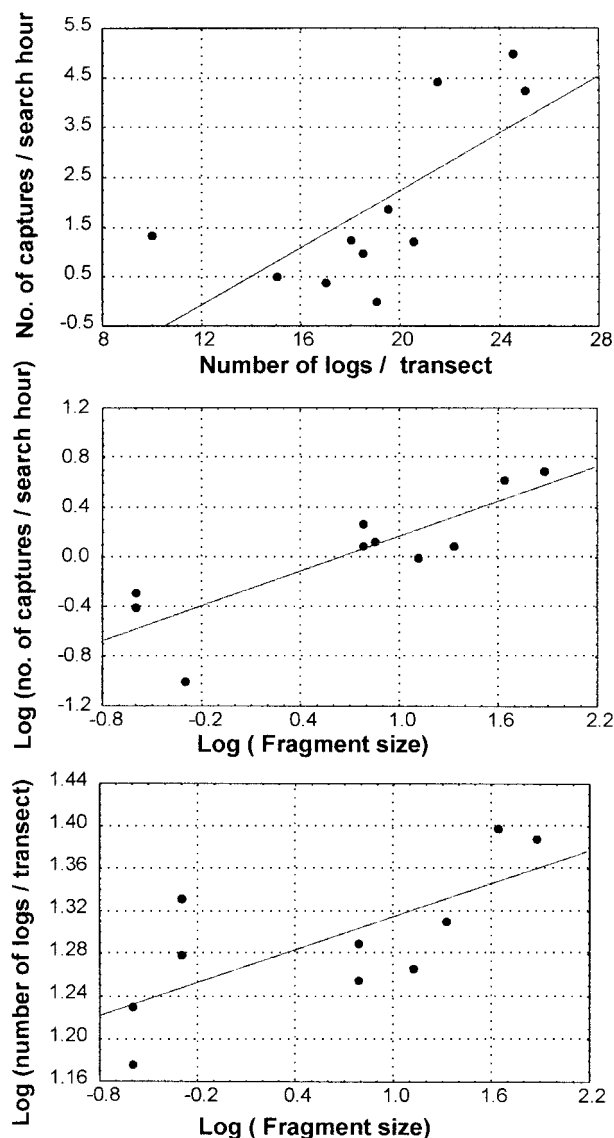 No. of captures / search hour
5.5
4.5
3.5
2.5
1.5
0.5
-0.5
8 12 16 20 24 28
Number of logs / transect
Log (no. of captures / search hour)
1.2
0.8
0.4
0.0
-0.4
-0.8
-1.2
-0.8 -0.2 0.4 1.0 1.6 2.2
Log ( Fragment size)
Log (number of logs / transect)
1.44
1.40
1.36
1.32
1.28
1.24
1.20
1.16
-0.8 -0.2 0.4 1.0 1.6 2.2
Log ( Fragment size)